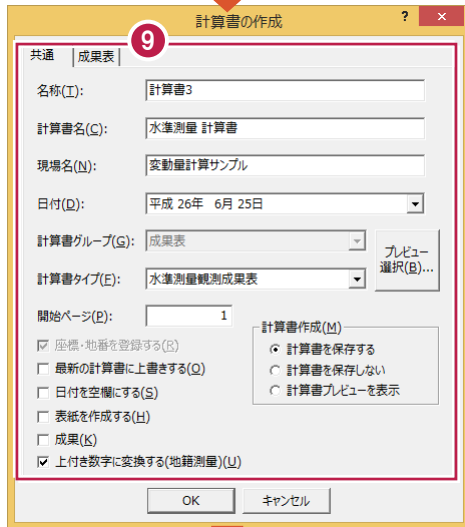 計算書の作成 ? ×
9
共通 成果表
名称(T): 計算書3
計算書名(C): 水準測量 計算書
現場名(N): 変動量計算サンプル
日付(D): 平成 26年 6月 25日
計算書グループ(G): 成果表
プレビュー
選択(B)...
計算書タイプ(F): 水準測量観測成果表
開始ページ(P): 1
計算書作成(M)
座標・地番を登録する(R)
計算書を保存する
最新の計算書に上書きする(O)
計算書を保存しない
日付を空欄にする(S)
計算書プレビューを表示
表紙を作成する(H)
成果(K)
上付き数字に変換する(地籍測量)(U)
OK キャンセル